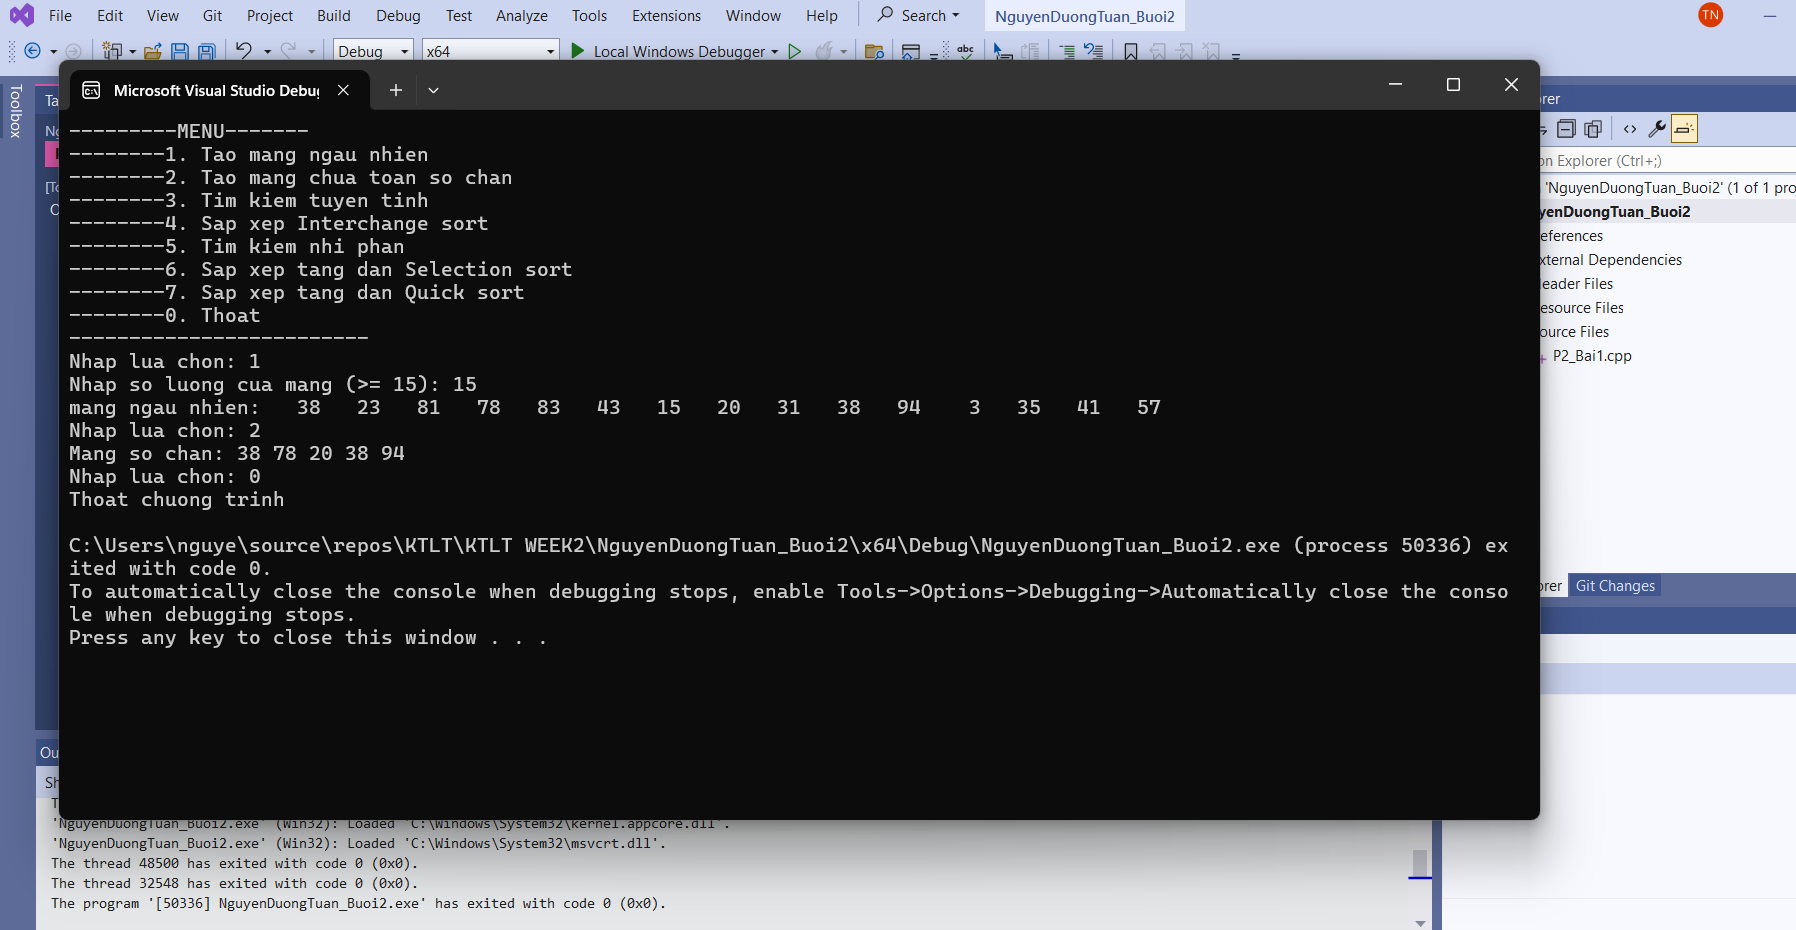 File Edit View Git Project Build Debug Test Analyze Tools Extensions Window Help Search NguyenDuongTuan_Buoi2 TN
Debug x64 Local Windows Debugger abc
Toolbox
Microsoft Visual Studio Debu
---------MENU-------
--------1. Tao mang ngau nhien
--------2. Tao mang chua toan so chan
--------3. Tim kiem tuyen tinh
--------4. Sap xep Interchange sort
--------5. Tim kiem nhi phan
--------6. Sap xep tang dan Selection sort
--------7. Sap xep tang dan Quick sort
--------0. Thoat
-------------------------
Nhap lua chon: 1
Nhap so luong cua mang (>= 15): 15
mang ngau nhien:   38   23   81   78   83   43   15   20   31   38   94    3   35   41   57
Nhap lua chon: 2
Mang so chan: 38 78 20 38 94
Nhap lua chon: 0
Thoat chuong trinh
C:\Users\nguye\source\repos\KTLT\KTLT WEEK2\NguyenDuongTuan_Buoi2\x64\Debug\NguyenDuongTuan_Buoi2.exe (process 50336) ex
ited with code 0.
To automatically close the console when debugging stops, enable Tools->Options->Debugging->Automatically close the conso
le when debugging stops.
Press any key to close this window . . .
rer
on Explorer (Ctrl+;)
'NguyenDuongTuan_Buoi2' (1 of 1 pro
yenDuongTuan_Buoi2
eferences
xternal Dependencies
eader Files
esource Files
ource Files
P2_Bai1.cpp
orer Git Changes
Ou
Sh
'NguyenDuongTuan_Buoi2.exe' (Win32): Loaded 'C:\Windows\System32\kernel.appcore.dll'.
'NguyenDuongTuan_Buoi2.exe' (Win32): Loaded 'C:\Windows\System32\msvcrt.dll'.
The thread 48500 has exited with code 0 (0x0).
The thread 32548 has exited with code 0 (0x0).
The program '[50336] NguyenDuongTuan_Buoi2.exe' has exited with code 0 (0x0).